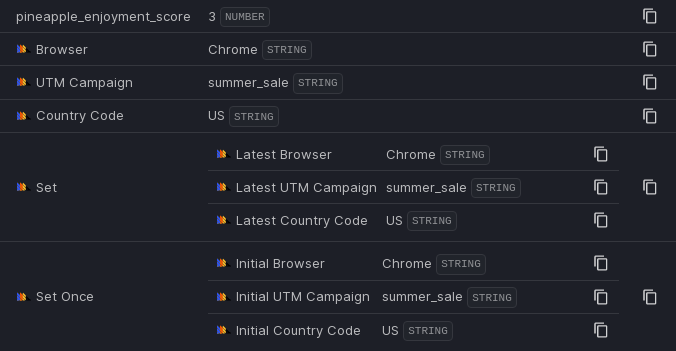 pineapple_enjoyment_score 3 NUMBER
Browser Chrome STRING
UTM Campaign summer_sale STRING
Country Code US STRING
Set
Latest Browser Chrome STRING
Latest UTM Campaign summer_sale STRING
Latest Country Code US STRING
Set Once
Initial Browser Chrome STRING
Initial UTM Campaign summer_sale STRING
Initial Country Code US STRING